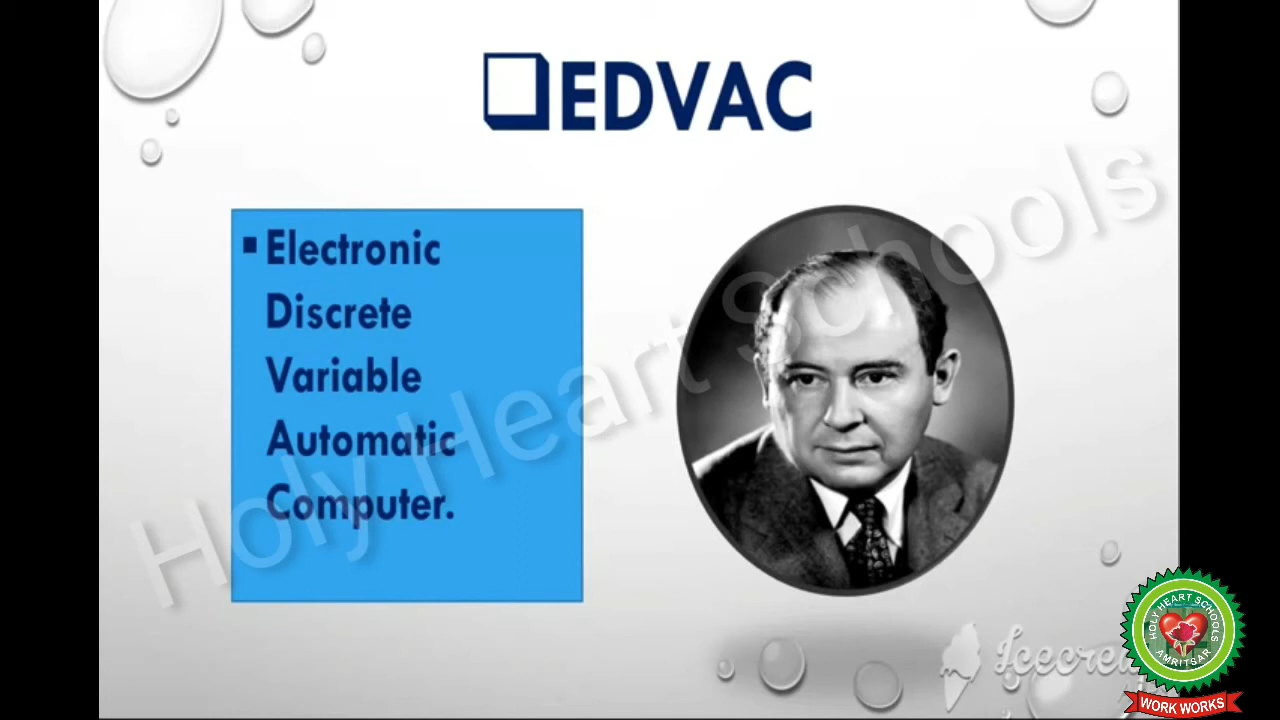 ❑EDVAC
▪Electronic
Discrete
Variable
Automatic
Computer.
Holy Heart Schools
HOLY HEART SCHOOLS
AMRITSAR
WORK WORKS